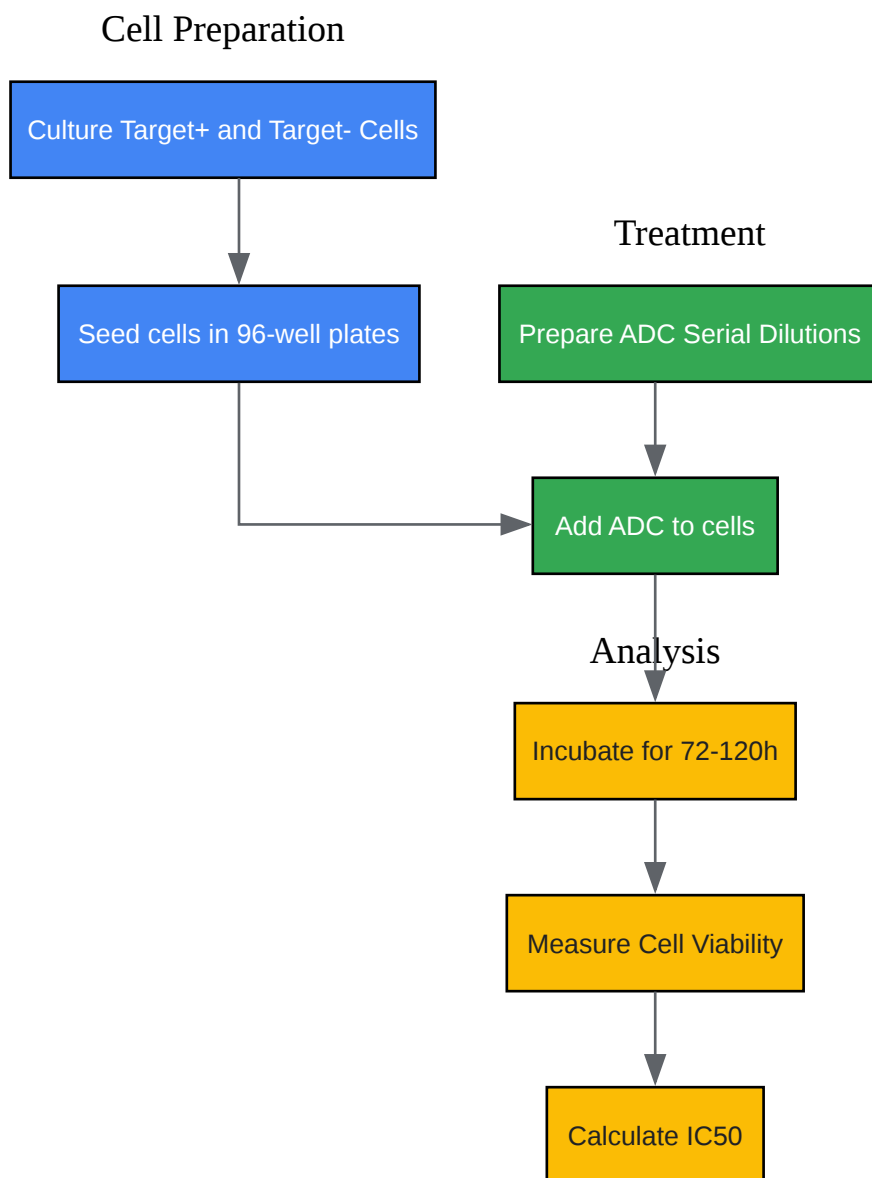 Cell Preparation
Culture Target+ and Target- Cells
Treatment
Seed cells in 96-well plates
Prepare ADC Serial Dilutions
Add ADC to cells
Analysis
Incubate for 72-120h
Measure Cell Viability
Calculate IC50